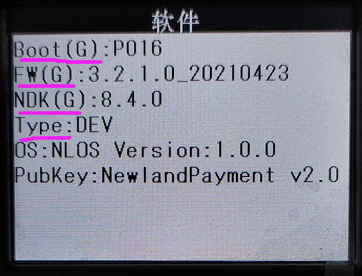 软件
Boot(G):P016
FW(G):3.2.1.0_20210423
NDK(G):8.4.0
Type:DEV
OS:NLOS Version:1.0.0
PubKey:NewlandPayment v2.0